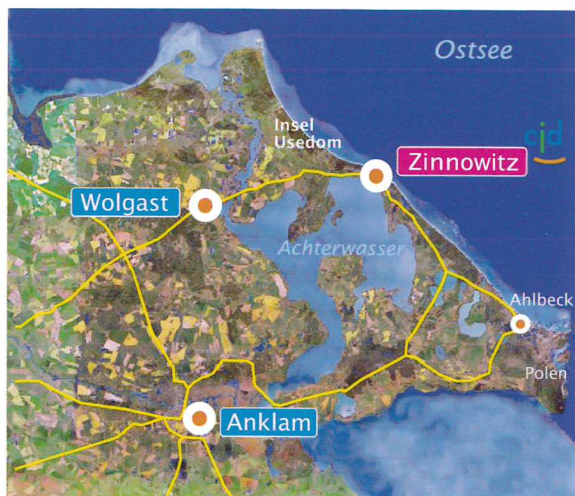 Ostsee
Insel
Usedom
cjd
Zinnowitz
Wolgast
Achterwasser
Ahlbeck
Polen
Anklam